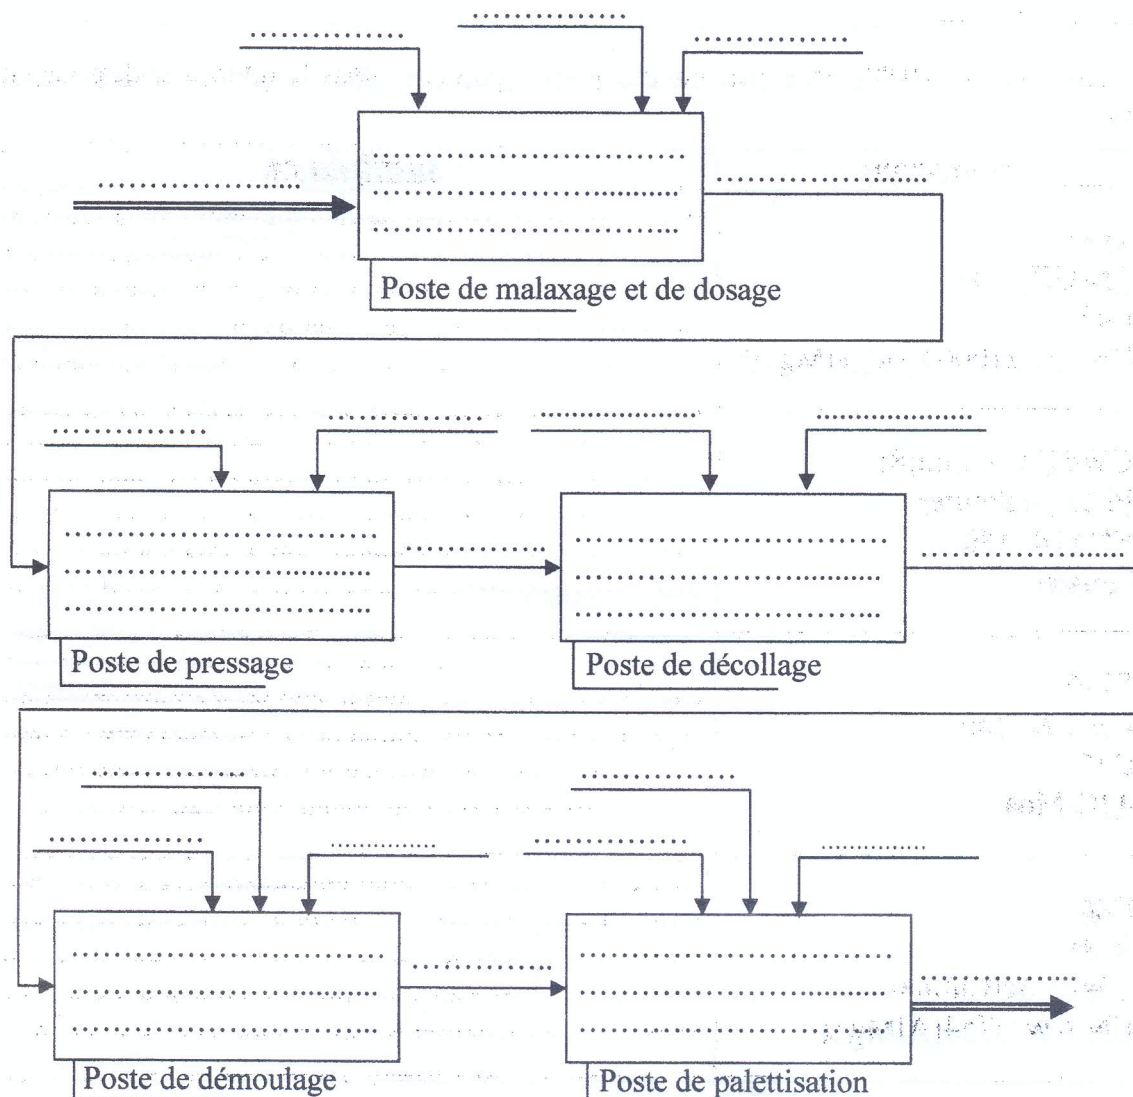 Poste de malaxage et de dosage
Poste de pressage
Poste de décollage
Poste de démoulage
Poste de palettisation